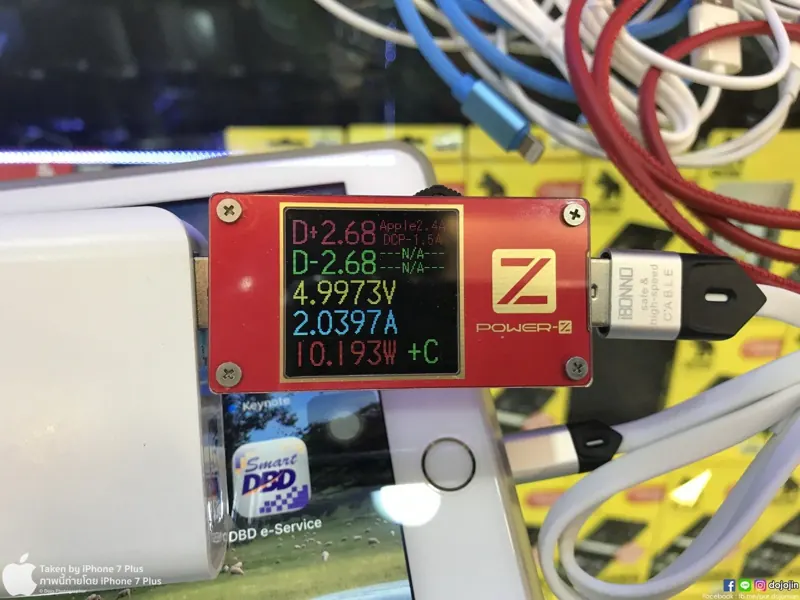 D+2.68 Apple2.4A
DCP-1.5A
D-2.68 ---N/A---
---N/A---
4.9973V
2.0397A
10.193W +C
Z
POWER-Z
iBONNO
safe &
high-speed
CABLE
Keynote
Smart
DBD
DBD e-Service
Taken by iPhone 7 Plus
ภาพนี้ถ่ายโดย iPhone 7 Plus
dojojin